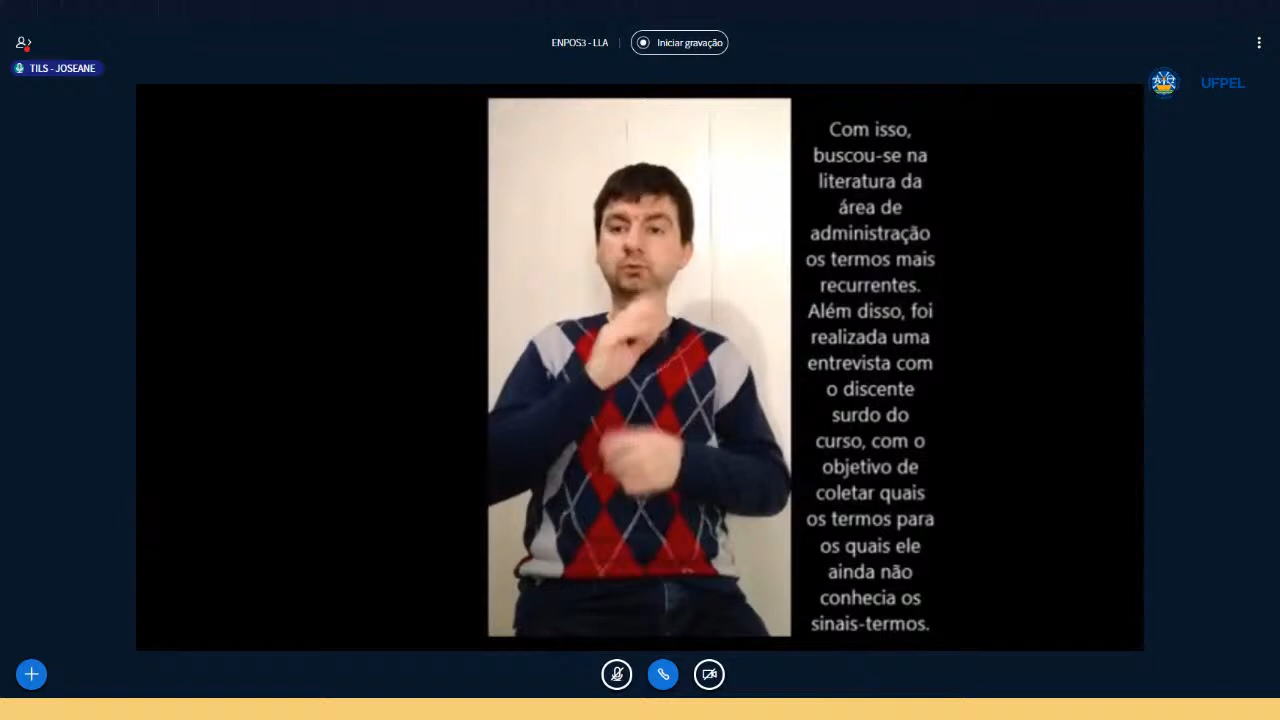 ENPOS3 - LLA
Iniciar gravação
TILS - JOSEANE
UFPEL
Com isso,
buscou-se na
literatura da
área de
administração
os termos mais
recurrentes.
Além disso, foi
realizada uma
entrevista com
o discente
surdo do
curso, com o
objetivo de
coletar quais
os termos para
os quais ele
ainda não
conhecia os
sinais-termos.